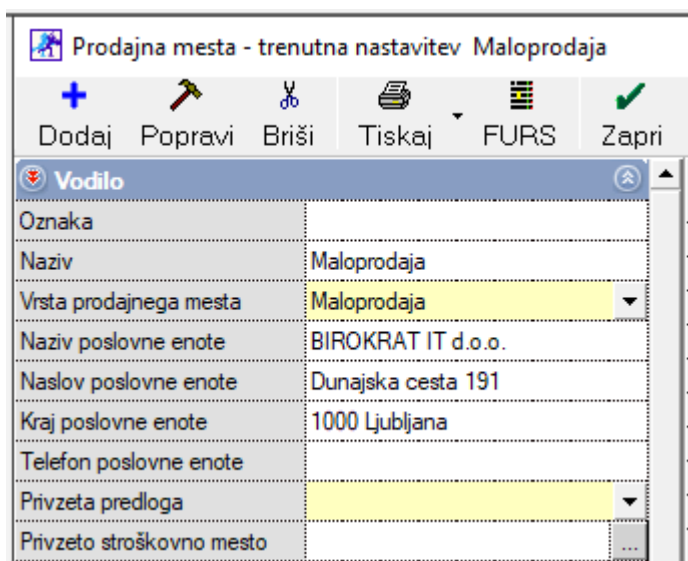 Prodajna mesta - trenutna nastavitev Maloprodaja
Dodaj Popravi Briši Tiskaj FURS Zapri
Vodilo
Oznaka
Naziv Maloprodaja
Vrsta prodajnega mesta Maloprodaja
Naziv poslovne enote BIROKRAT IT d.o.o.
Naslov poslovne enote Dunajska cesta 191
Kraj poslovne enote 1000 Ljubljana
Telefon poslovne enote
Privzeta predloga
Privzeto stroškovno mesto ...